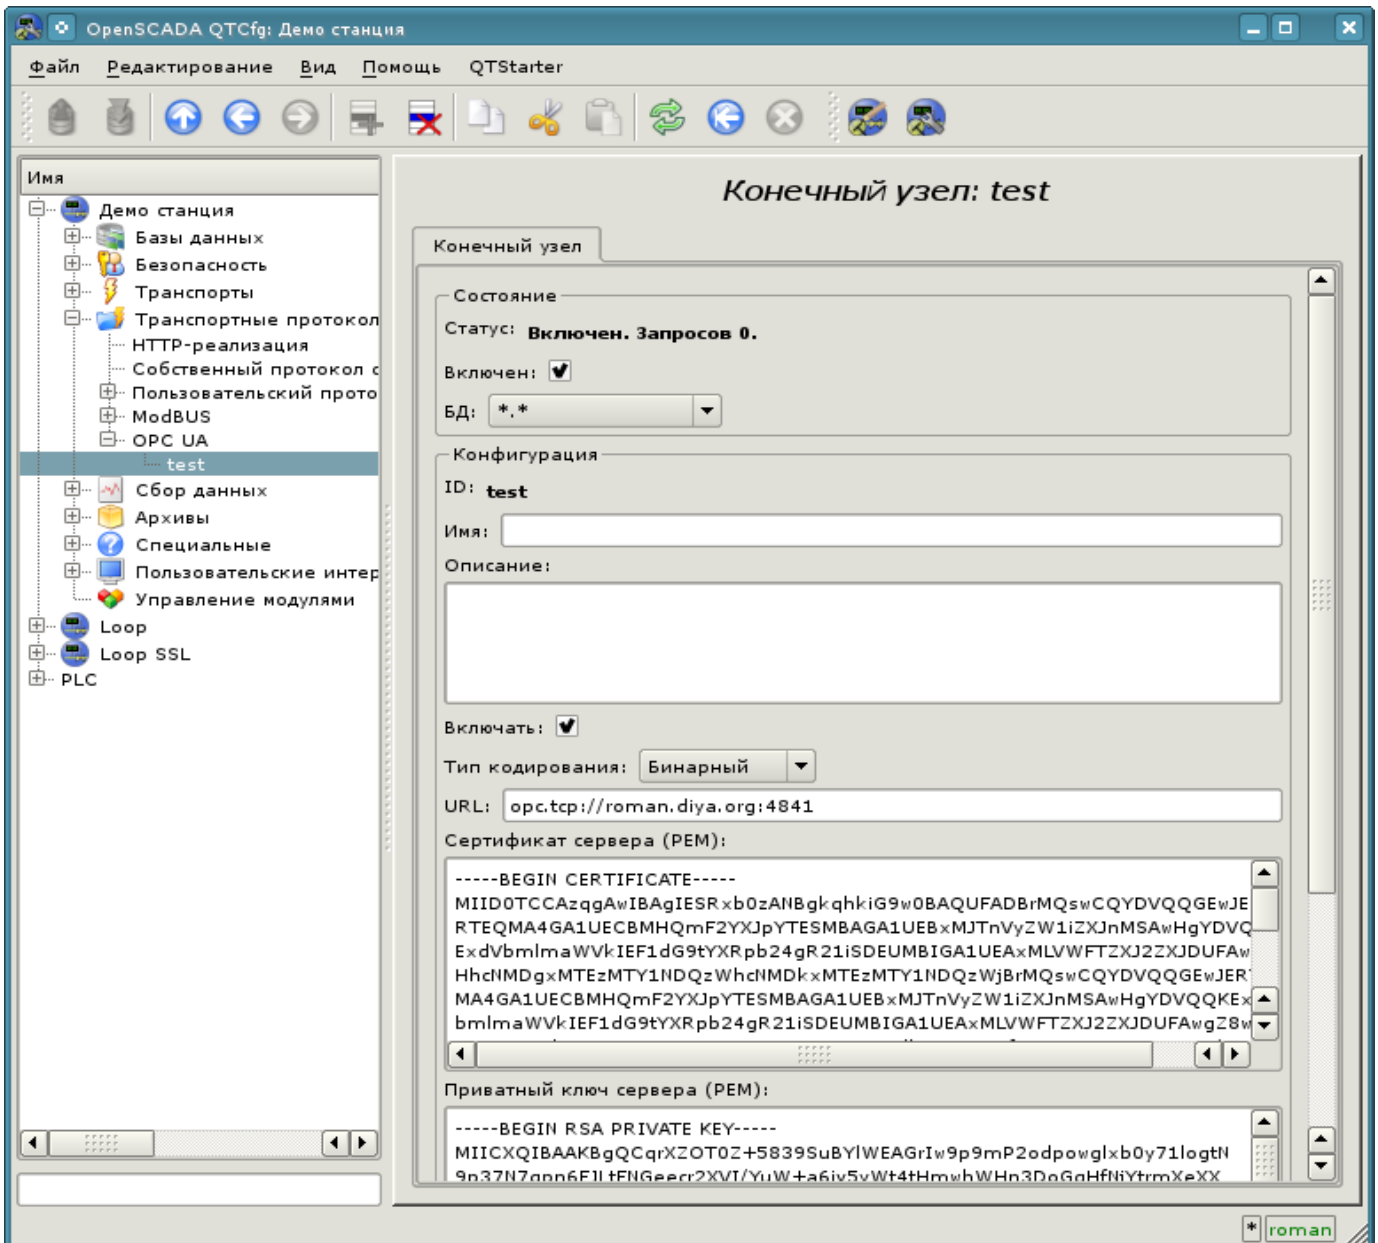 OpenSCADA QTCfg: Демо станция
Файл Редактирование Вид Помощь QTStarter
Имя
Демо станция
Базы данных
Безопасность
Транспорты
Транспортные протокол
HTTP-реализация
Собственный протокол с
Пользовательский прото
ModBUS
OPC UA
test
Сбор данных
Архивы
Специальные
Пользовательские интер
Управление модулями
Loop
Loop SSL
PLC
Конечный узел: test
Конечный узел
Состояние
Статус: Включен. Запросов 0.
Включен:
БД: *.*
Конфигурация
ID: test
Имя:
Описание:
Включать:
Тип кодирования: Бинарный
URL: opc.tcp://roman.diya.org:4841
Сертификат сервера (PEM):
-----BEGIN CERTIFICATE-----
MIID0TCCAzqgAwIBAgIESRxb0zANBgkqhkiG9w0BAQUFADBrMQswCQYDVQQGEwJE
RTEQMA4GA1UECBMHQmF2YXJpYTESMBAGA1UEBxMJTnVyZW1iZXJnMSAwHgYDVQ
ExdVbmlmaWVkIEF1dG9tYXRpb24gR21iSDEUMBIGA1UEAxMLVWFTZXJ2ZXJDUFAw
HhcNMDgxMTEzMTY1NDQzWhcNMDkxMTEzMTY1NDQzWjBrMQswCQYDVQQGEwJER
MA4GA1UECBMHQmF2YXJpYTESMBAGA1UEBxMJTnVyZW1iZXJnMSAwHgYDVQQKEx
bmlmaWVkIEF1dG9tYXRpb24gR21iSDEUMBIGA1UEAxMLVWFTZXJ2ZXJDUFAwgZ8w
Приватный ключ сервера (PEM):
-----BEGIN RSA PRIVATE KEY-----
MIICXQIBAAKBgQCqrXZOT0Z+5839SuBYlWEAGrIw9p9mP2odpowglxb0y71logtN
* roman